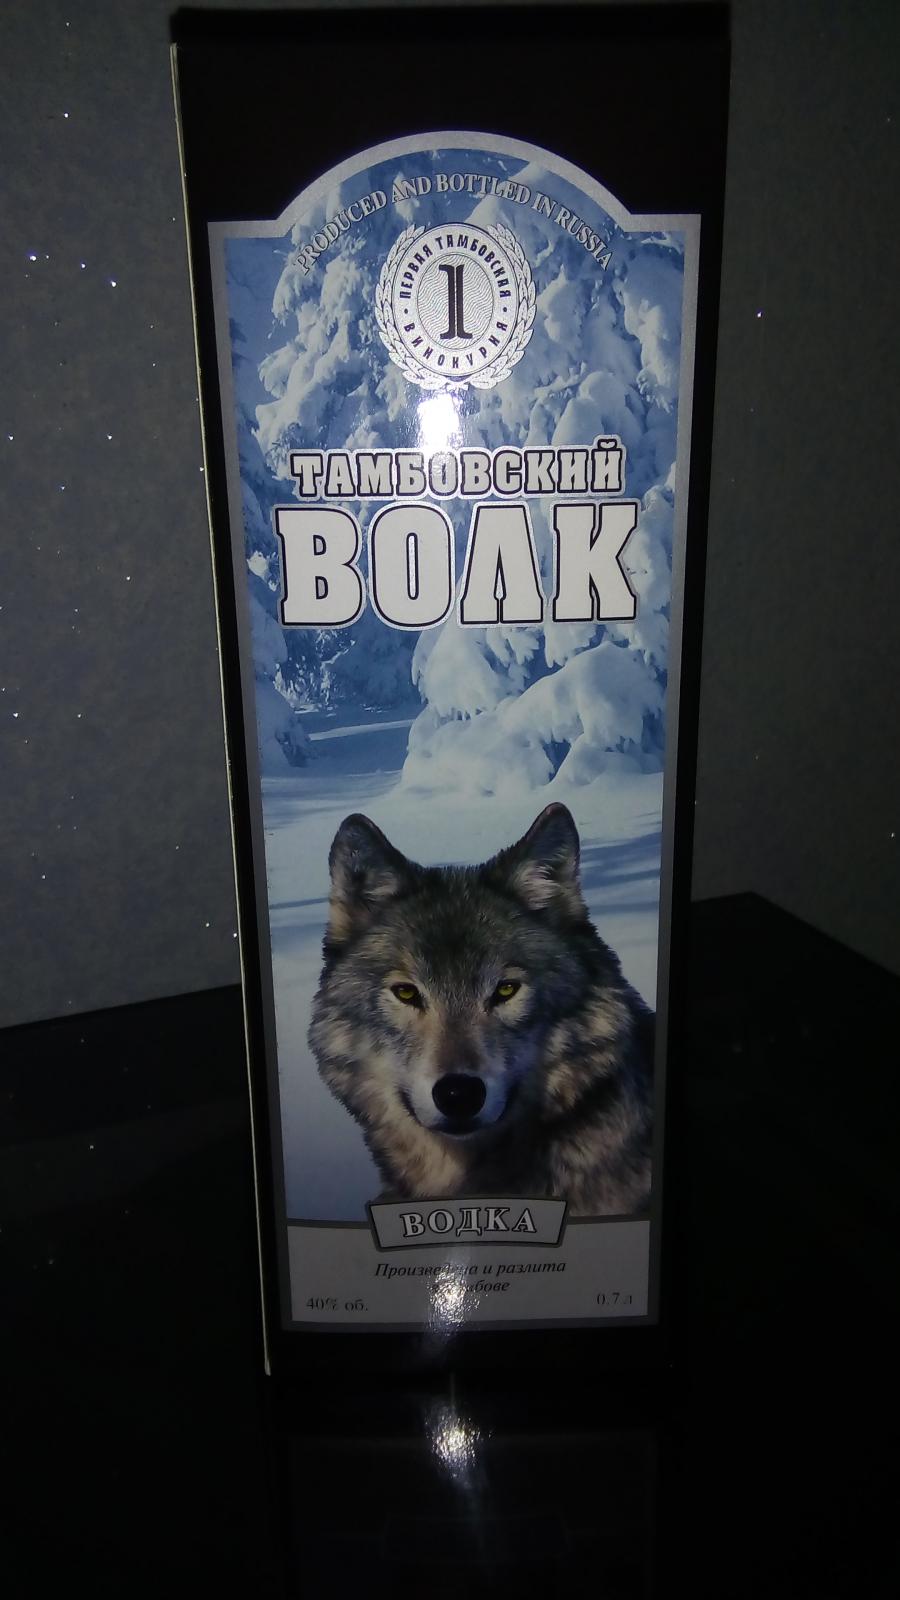 PRODUCED AND BOTTLED IN RUSSIA
ПЕРВАЯ ТАМБОВСКАЯ
1
ВИНОКУРНЯ
ТАМБОВСКИЙ
ВОЛК
ВОДКА
и разлита
40% об.
0,7 л